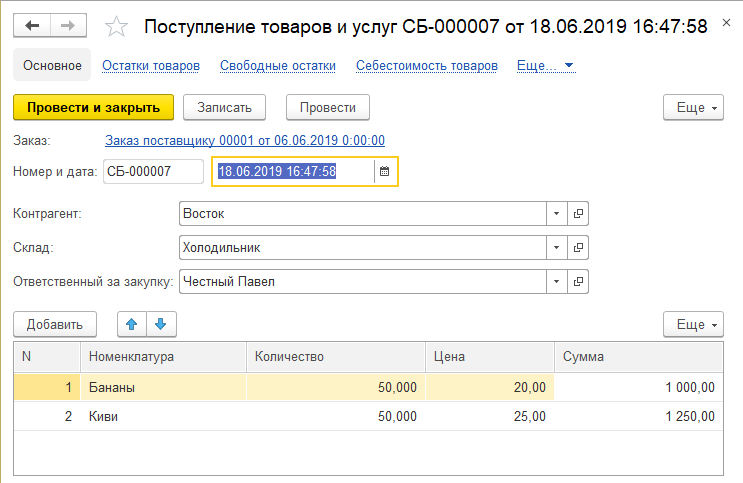 Поступление товаров и услуг СБ-000007 от 18.06.2019 16:47:58
Основное Остатки товаров Свободные остатки Себестоимость товаров Еще...
Провести и закрыть Записать Провести Еще
Заказ: Заказ поставщику 00001 от 06.06.2019 0:00:00
Номер и дата: СБ-000007 18.06.2019 16:47:58
Контрагент: Восток
Склад: Холодильник
Ответственный за закупку: Честный Павел
Добавить Еще
N Номенклатура Количество Цена Сумма
1 Бананы 50,000 20,00 1 000,00
2 Киви 50,000 25,00 1 250,00